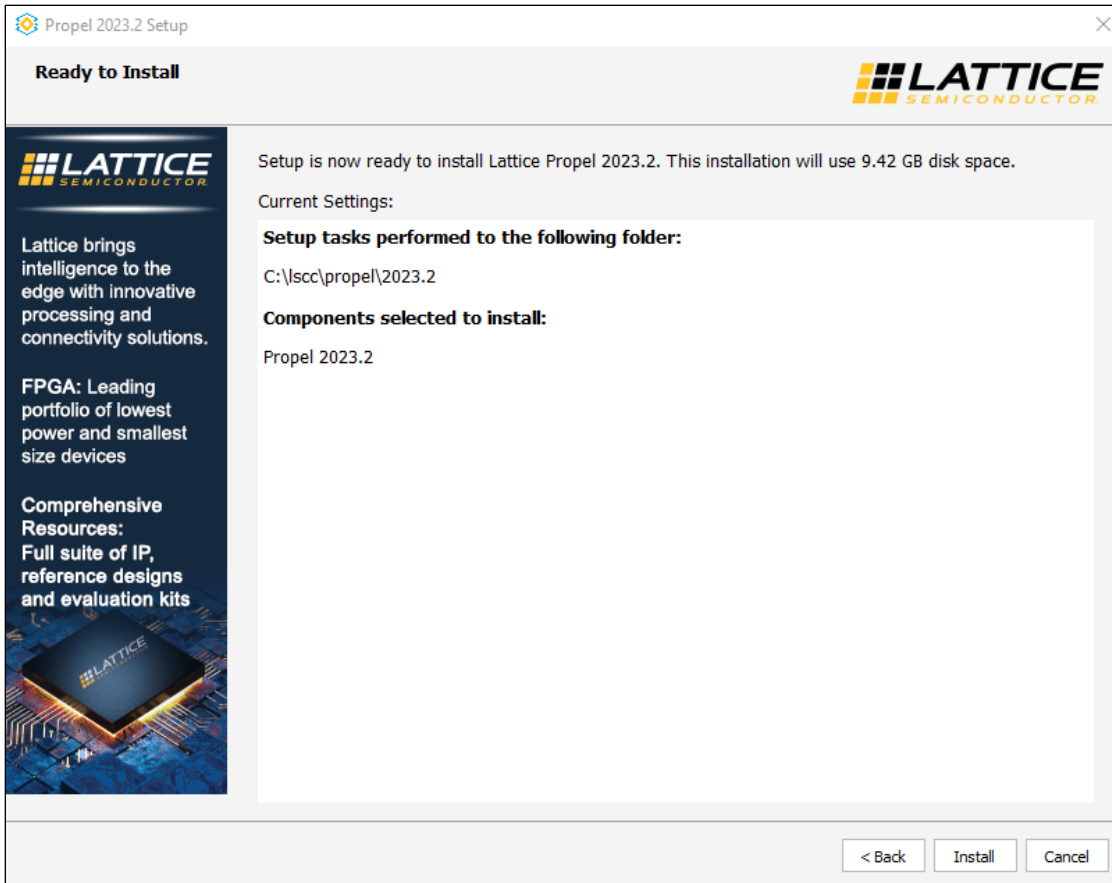 Propel 2023.2 Setup
Ready to Install
LATTICE
SEMICONDUCTOR
LATTICE
SEMICONDUCTOR
Lattice brings
intelligence to the
edge with innovative
processing and
connectivity solutions.
FPGA: Leading
portfolio of lowest
power and smallest
size devices
Comprehensive
Resources:
Full suite of IP,
reference designs
and evaluation kits
LATTICE
SEMICONDUCTOR
Setup is now ready to install Lattice Propel 2023.2. This installation will use 9.42 GB disk space.
Current Settings:
Setup tasks performed to the following folder:
C:\lscc\propel\2023.2
Components selected to install:
Propel 2023.2
< Back
Install
Cancel